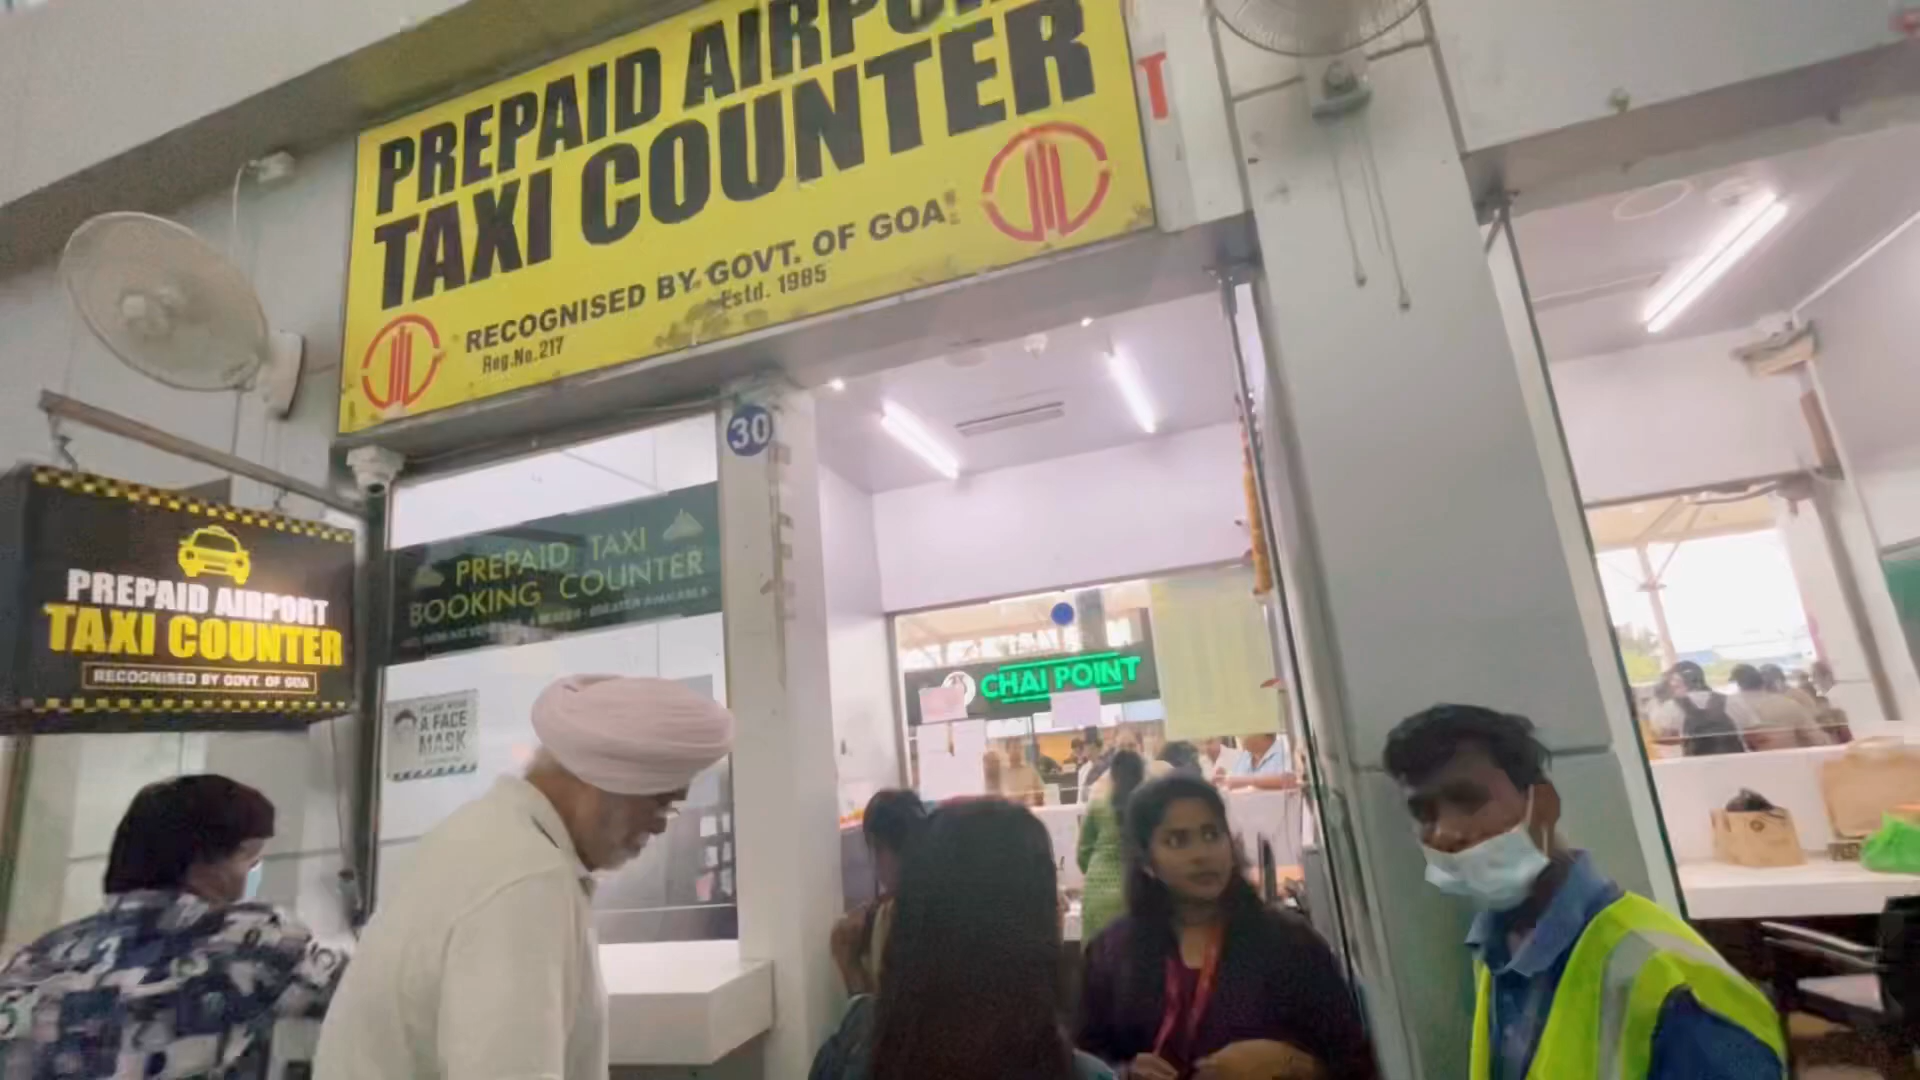 PREPAID AIRPORT
TAXI COUNTER
RECOGNISED BY GOVT. OF GOA
Estd. 1985
Reg.No.217
T
30
PREPAID TAXI
BOOKING COUNTER
PREPAID AIRPORT
TAXI COUNTER
RECOGNISED BY GOVT. OF GOA
CHAI POINT
A FACE
MASK